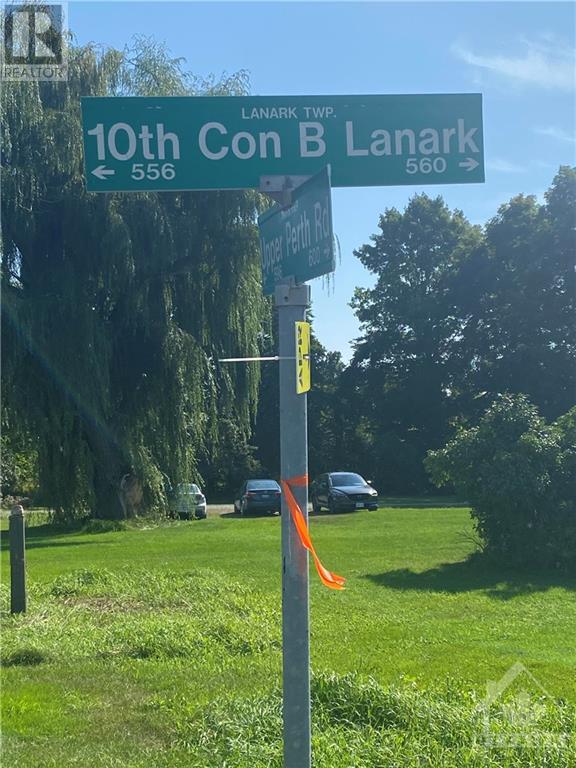 REALTOR
LANARK TWP.
10th Con B Lanark
← 556 560 →
Upper Perth Rd